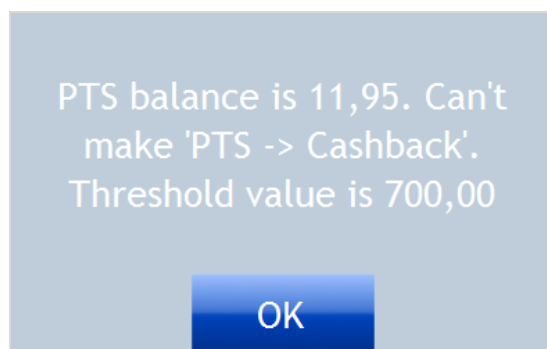 PTS balance is 11,95. Can't
make 'PTS -> Cashback'.
Threshold value is 700,00
OK